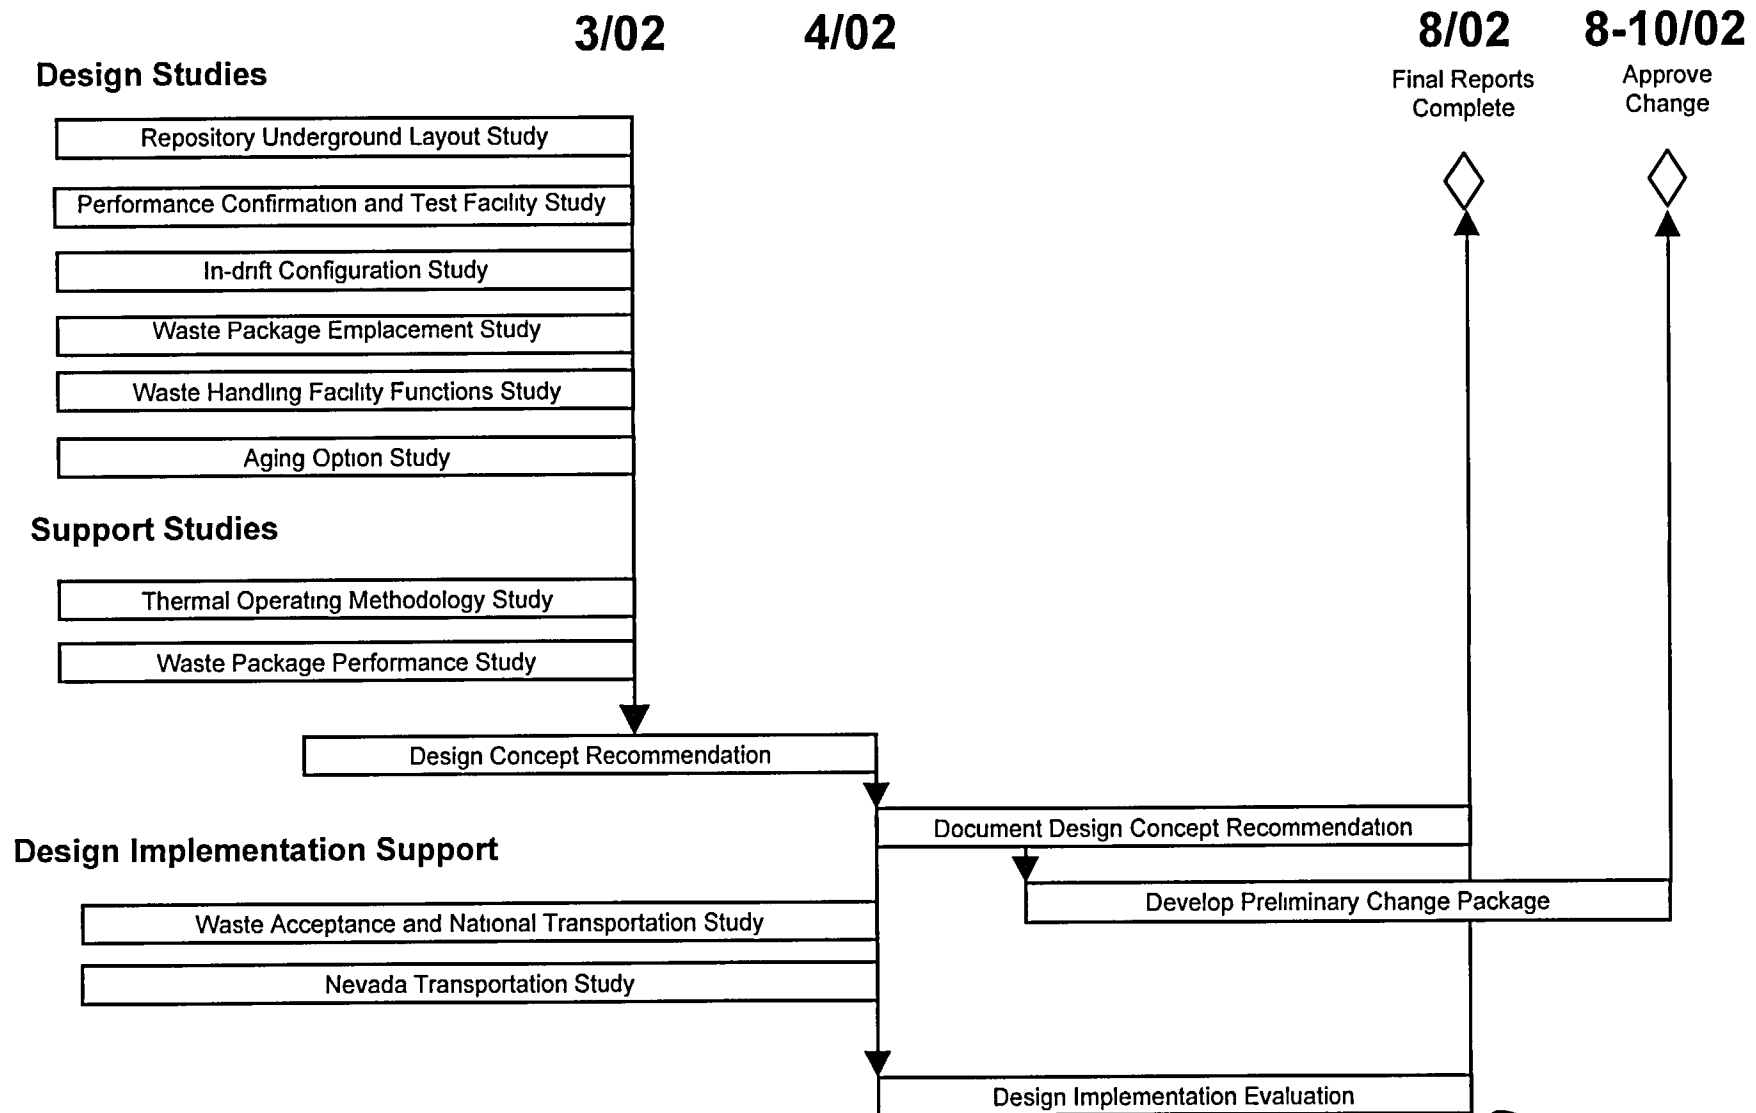 3/02 4/02 8/02 8-10/02
Design Studies
Final Reports
Complete
Approve
Change
Repository Underground Layout Study
Performance Confirmation and Test Facility Study
In-drift Configuration Study
Waste Package Emplacement Study
Waste Handling Facility Functions Study
Aging Option Study
Support Studies
Thermal Operating Methodology Study
Waste Package Performance Study
Design Concept Recommendation
Document Design Concept Recommendation
Design Implementation Support
Develop Preliminary Change Package
Waste Acceptance and National Transportation Study
Nevada Transportation Study
Design Implementation Evaluation